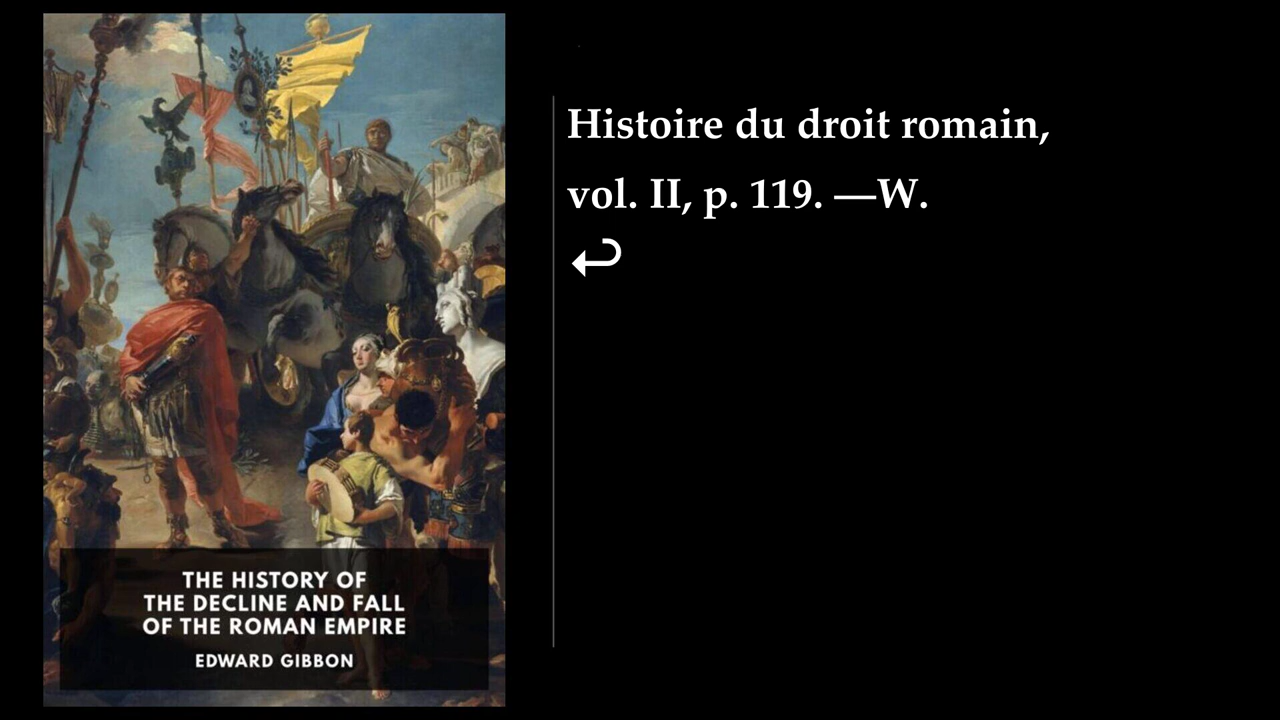 THE HISTORY OF
THE DECLINE AND FALL
OF THE ROMAN EMPIRE
EDWARD GIBBON
Histoire du droit romain,
vol. II, p. 119. —W.
↩